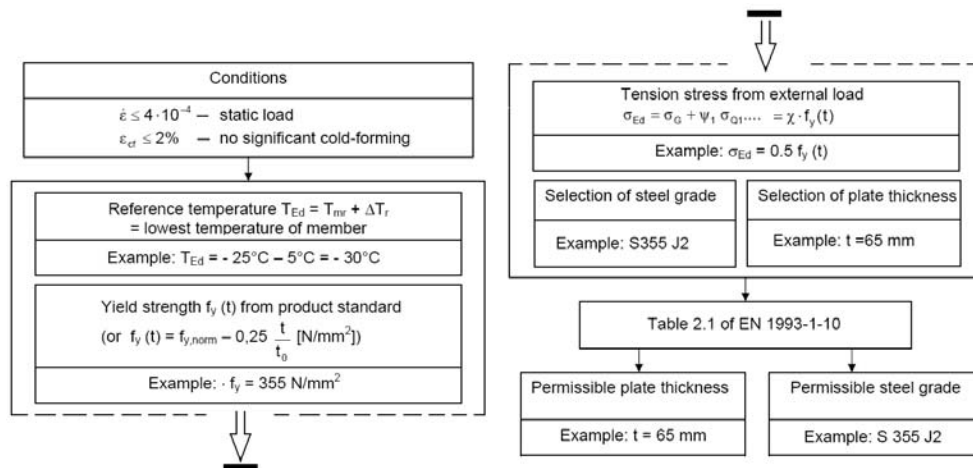 Conditions
ε̇ ≤ 4·10⁻⁴ – static load
ε_cf ≤ 2% – no significant cold-forming
Reference temperature T_Ed = T_mr + ΔT_r
= lowest temperature of member
Example: T_Ed = - 25°C – 5°C = - 30°C
Yield strength f_y (t) from product standard
(or f_y (t) = f_y,norm – 0,25 t/t_0 [N/mm²])
Example: · f_y = 355 N/mm²
Tension stress from external load
σ_Ed = σ_G + ψ_1 σ_Q1.... = χ · f_y (t)
Example: σ_Ed = 0.5 f_y (t)
Selection of steel grade
Example: S355 J2
Selection of plate thickness
Example: t =65 mm
Table 2.1 of EN 1993-1-10
Permissible plate thickness
Example: t = 65 mm
Permissible steel grade
Example: S 355 J2